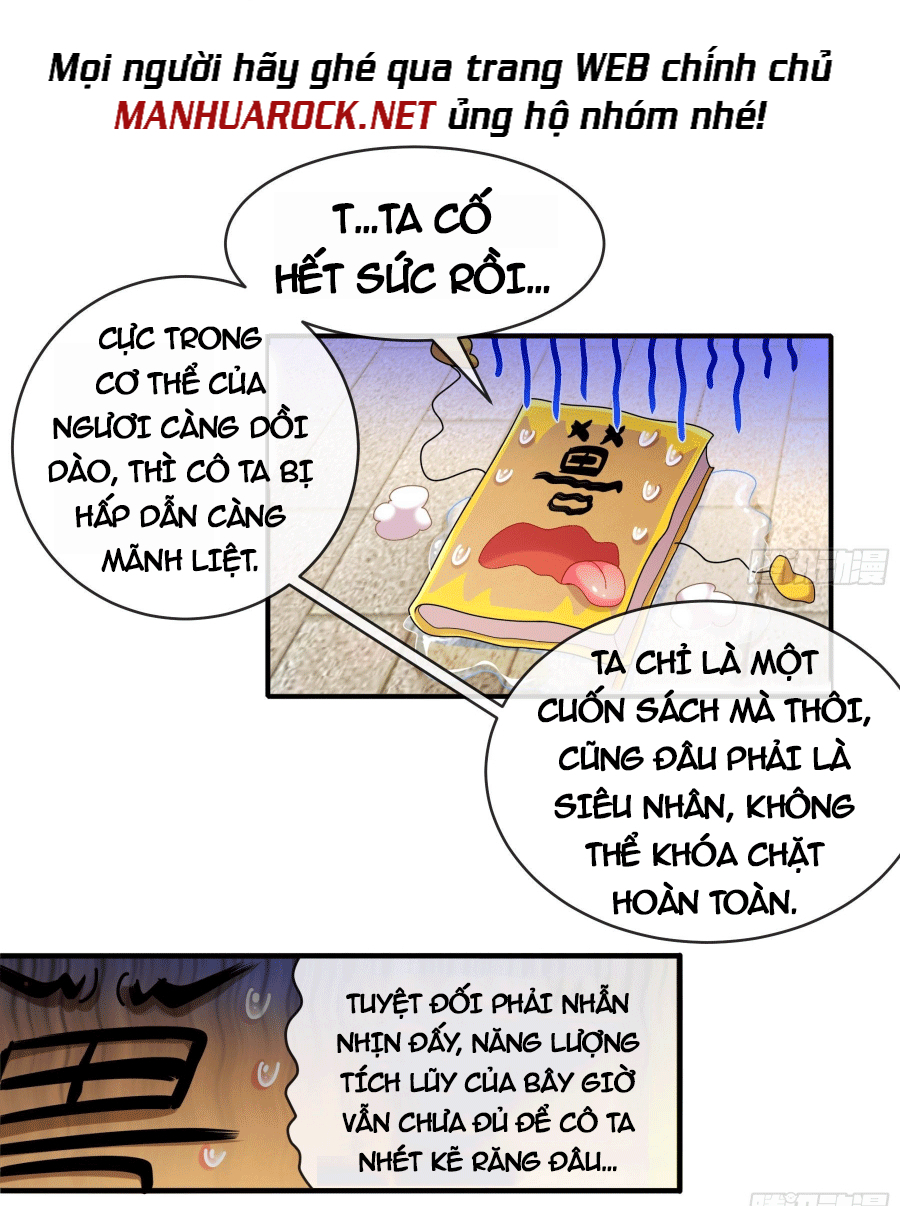 Mọi người hãy ghé qua trang WEB chính chủ
MANHUAROCK.NET ủng hộ nhóm nhé!
T...TA CỐ
HẾT SỨC RỒI...
CỰC TRONG
CƠ THỂ CỦA
NGƯƠI CÀNG DỒI
DÀO, THÌ CÔ TA BỊ
HẤP DẪN CÀNG
MÃNH LIỆT.
TA CHỈ LÀ MỘT
CUỐN SÁCH MÀ THÔI,
CŨNG ĐÂU PHẢI LÀ
SIÊU NHÂN, KHÔNG
THỂ KHÓA CHẶT
HOÀN TOÀN.
TUYỆT ĐỐI PHẢI NHẪN
NHỊN ĐẤY, NĂNG LƯỢNG
TÍCH LŨY CỦA BÂY GIỜ
VẪN CHƯA ĐỦ ĐỂ CÔ TA
NHÉT KẼ RĂNG ĐÂU...